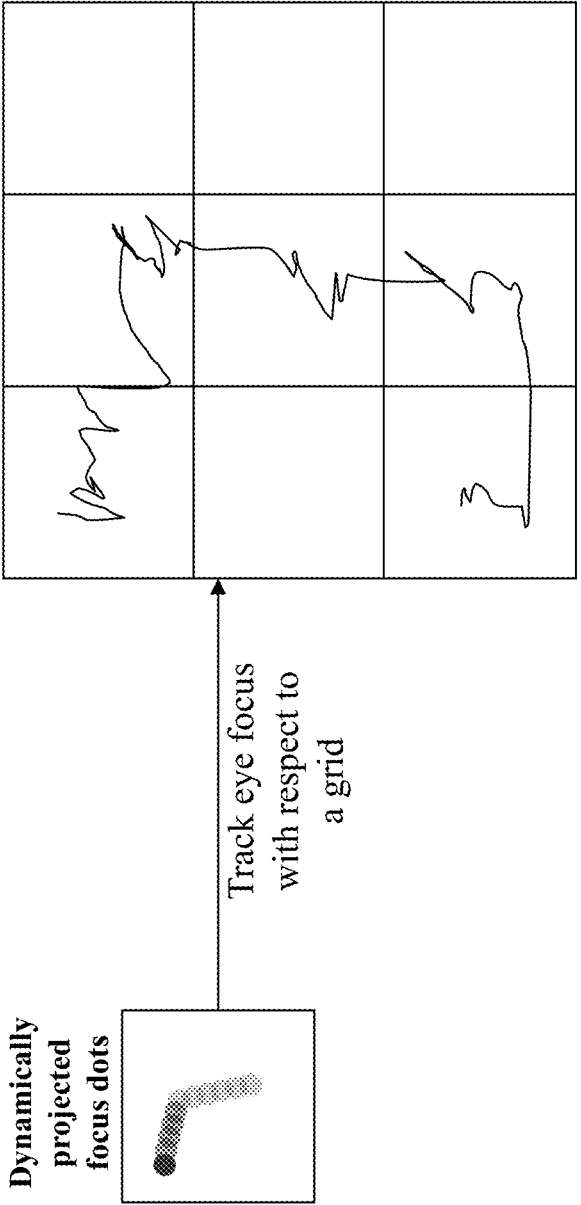 Dynamically
projected
focus dots
Track eye focus
with respect to
a grid